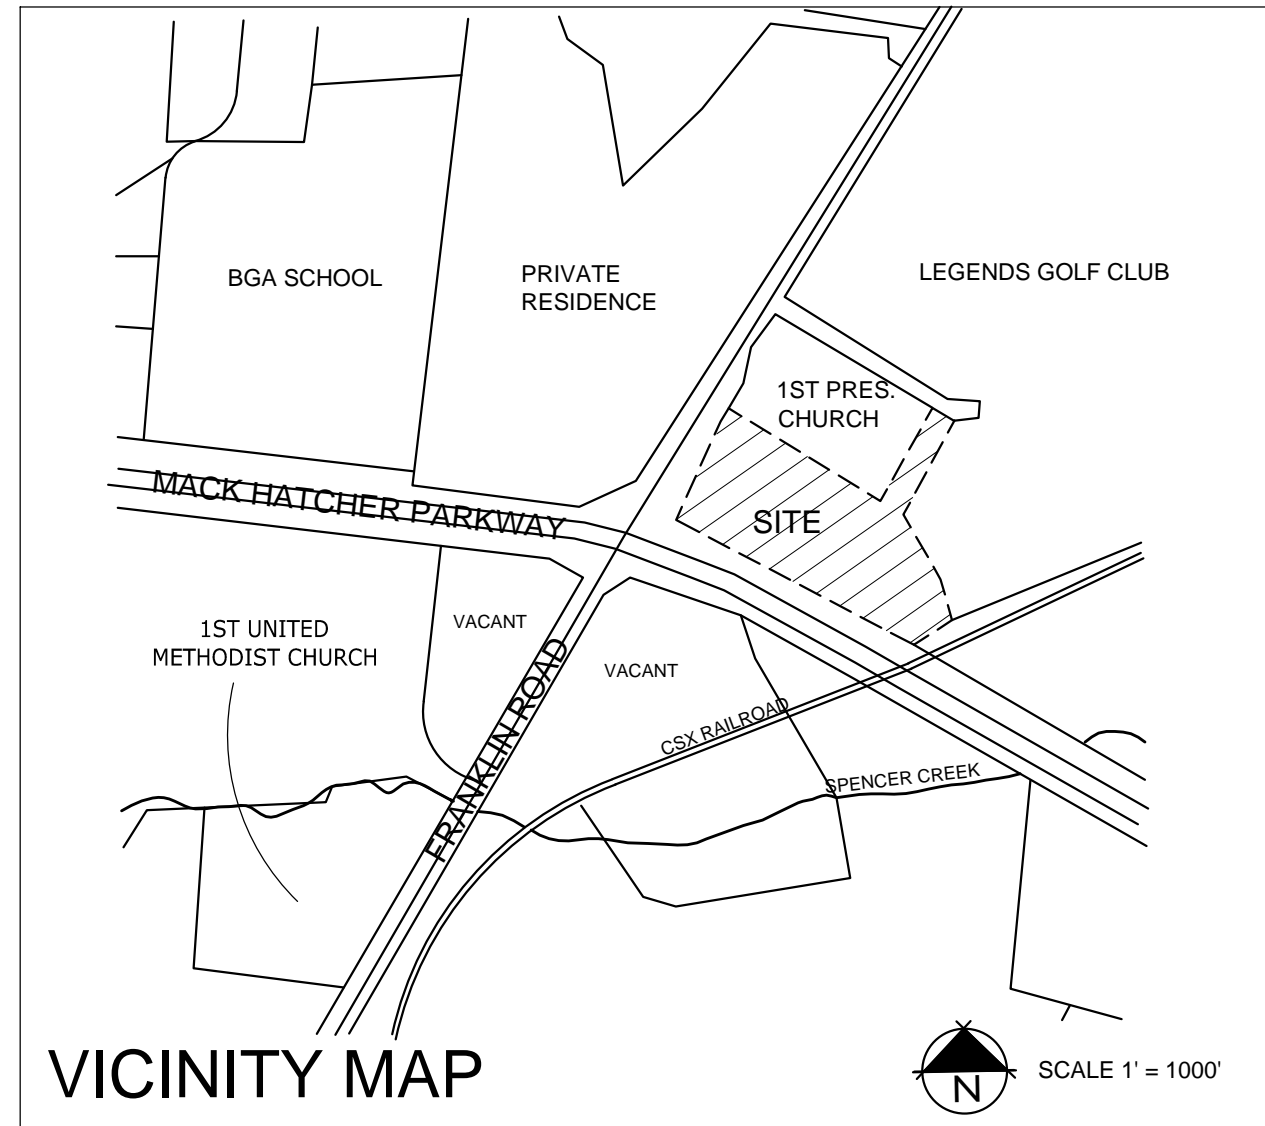 BGA SCHOOL
PRIVATE
RESIDENCE
LEGENDS GOLF CLUB
1ST PRES.
CHURCH
MACK HATCHER PARKWAY
SITE
1ST UNITED
METHODIST CHURCH
VACANT
VACANT
FRANKLIN ROAD
CSX RAILROAD
SPENCER CREEK
VICINITY MAP
N
SCALE 1' = 1000'